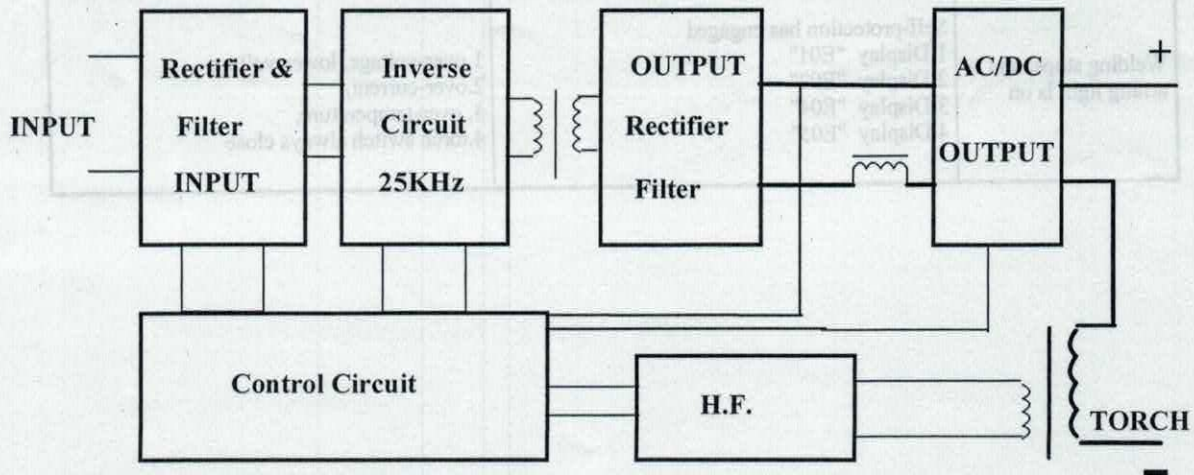 INPUT
Rectifier &
Filter
INPUT
Inverse
Circuit
25KHz
OUTPUT
Rectifier
Filter
AC/DC
OUTPUT
+
Control Circuit
H.F.
TORCH
-